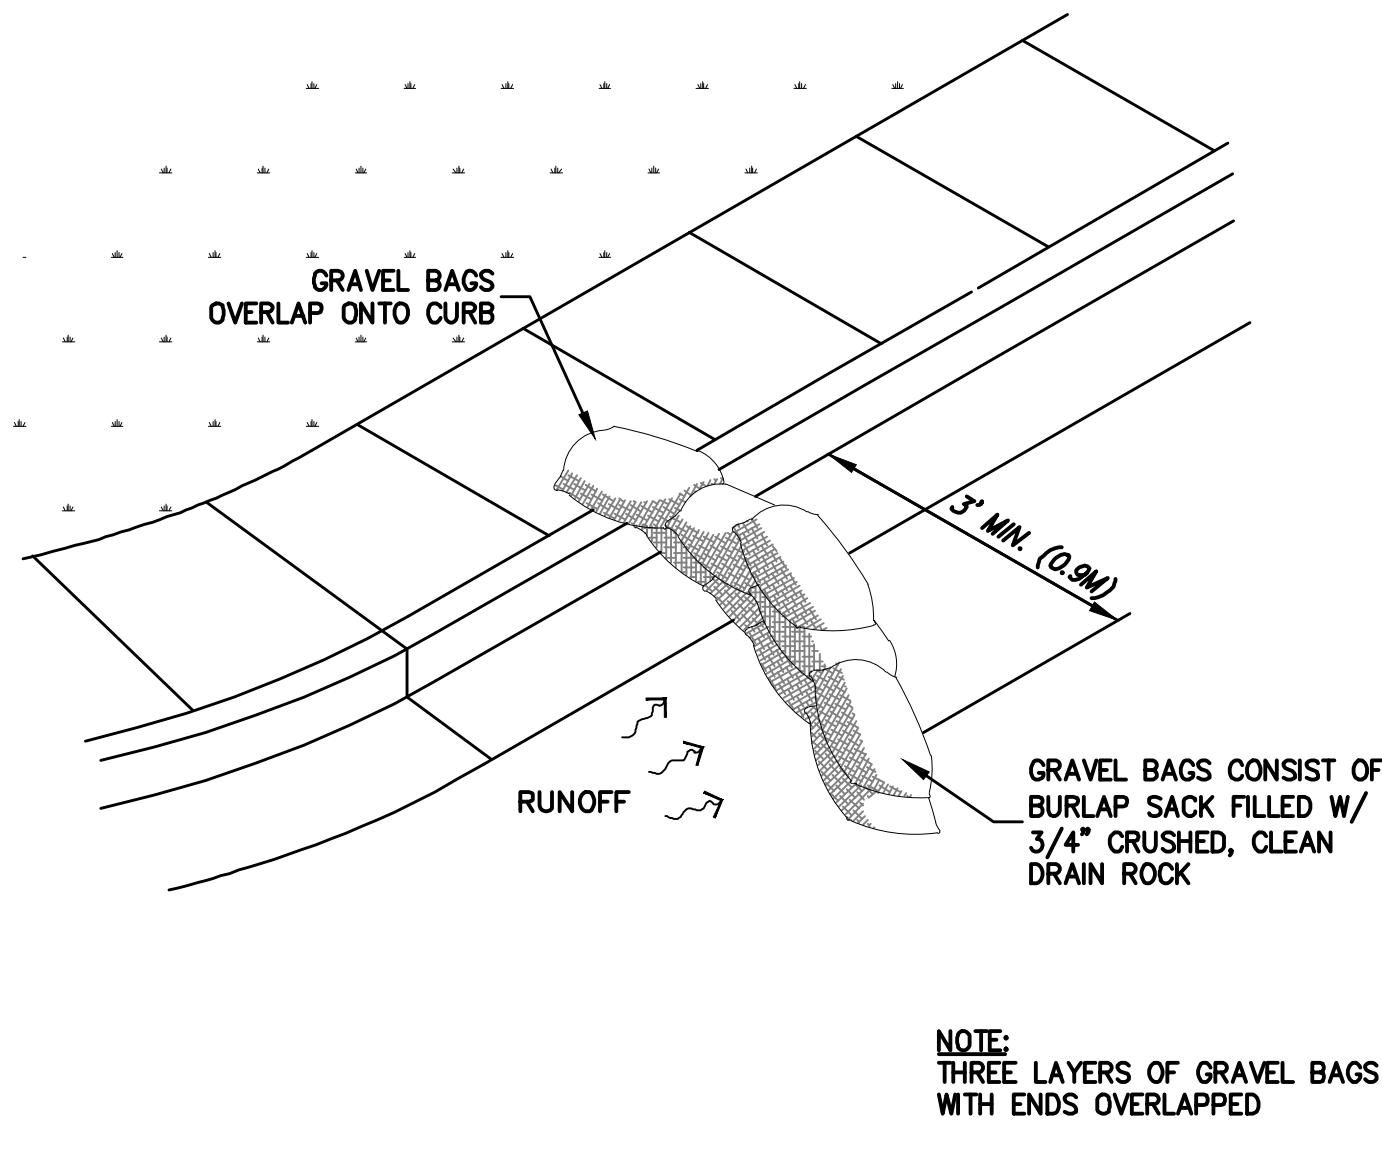 GRAVEL BAGS
OVERLAP ONTO CURB
3' MIN. (0.9M)
RUNOFF
GRAVEL BAGS CONSIST OF
BURLAP SACK FILLED W/
3/4" CRUSHED, CLEAN
DRAIN ROCK
NOTE:
THREE LAYERS OF GRAVEL BAGS
WITH ENDS OVERLAPPED